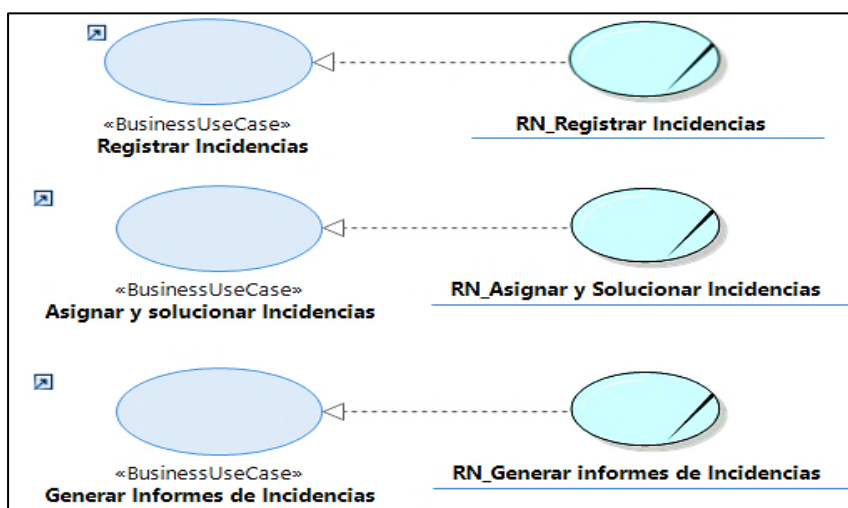 «BusinessUseCase»
Registrar Incidencias
RN_Registrar Incidencias
«BusinessUseCase»
Asignar y solucionar Incidencias
RN_Asignar y Solucionar Incidencias
«BusinessUseCase»
Generar Informes de Incidencias
RN_Generar informes de Incidencias